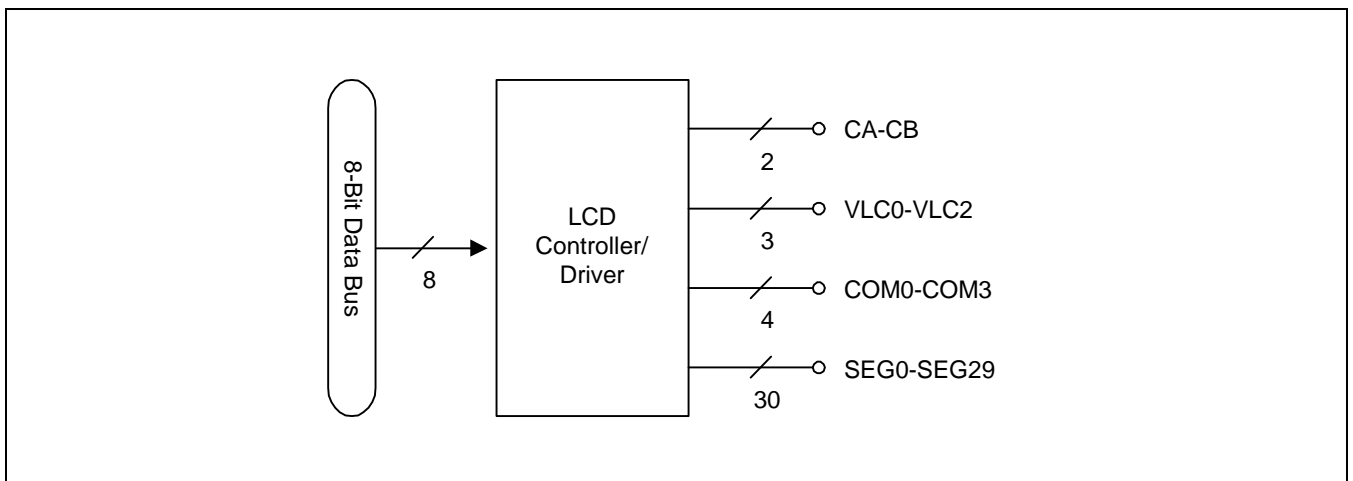 8-Bit Data Bus
8
LCD
Controller/
Driver
CA-CB
2
VLC0-VLC2
3
COM0-COM3
4
SEG0-SEG29
30